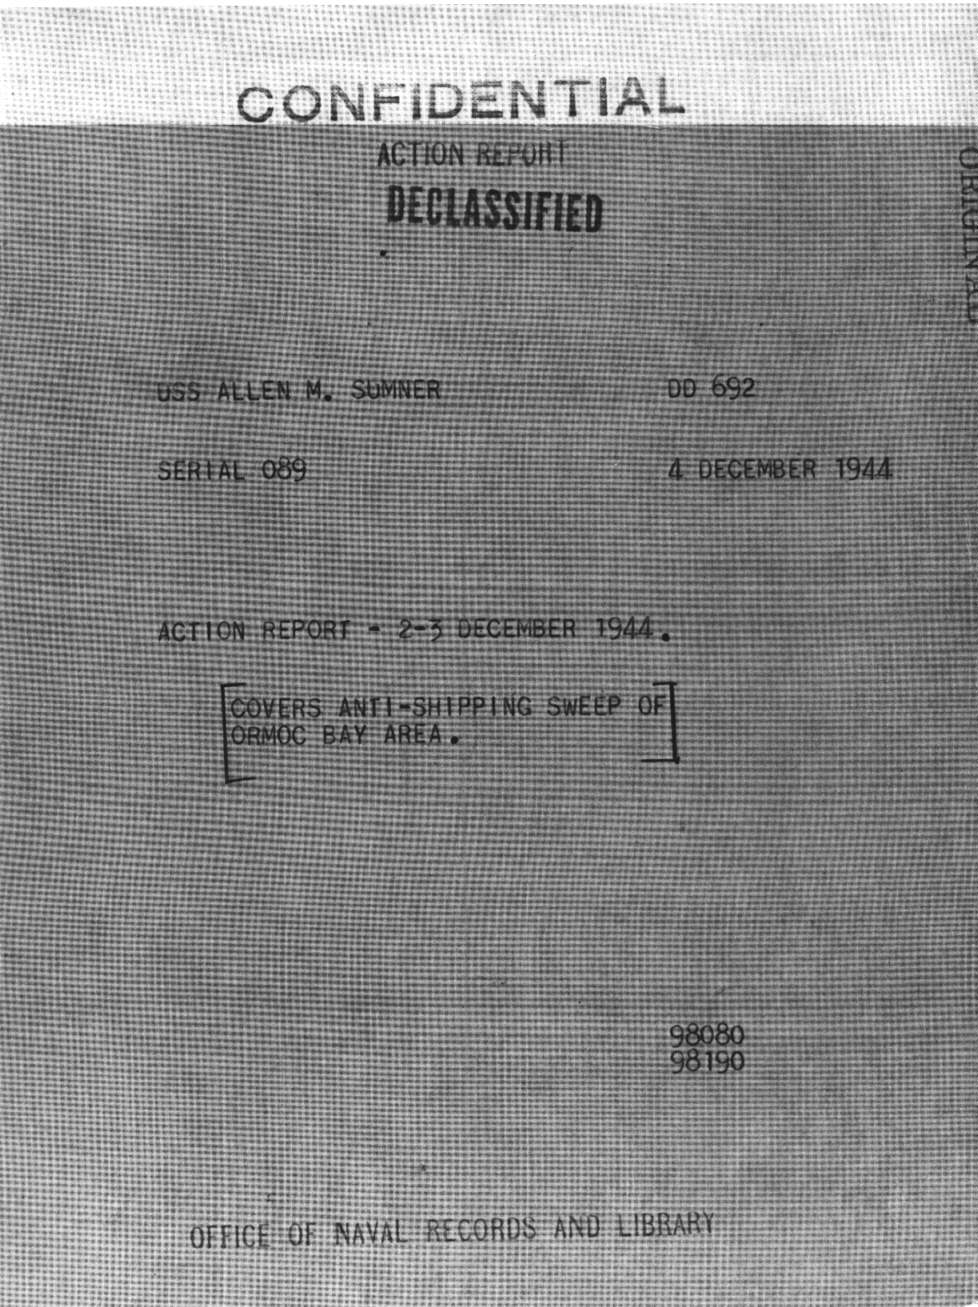 CONFIDENTIAL
ACTION REPORT
DECLASSIFIED
ORIGINAL
USS ALLEN M. SUMNER DD 692
SERIAL 089 4 DECEMBER 1944
ACTION REPORT - 2-3 DECEMBER 1944.
[COVERS ANTI-SHIPPING SWEEP OF
ORMOC BAY AREA.]
98080
98190
OFFICE OF NAVAL RECORDS AND LIBRARY